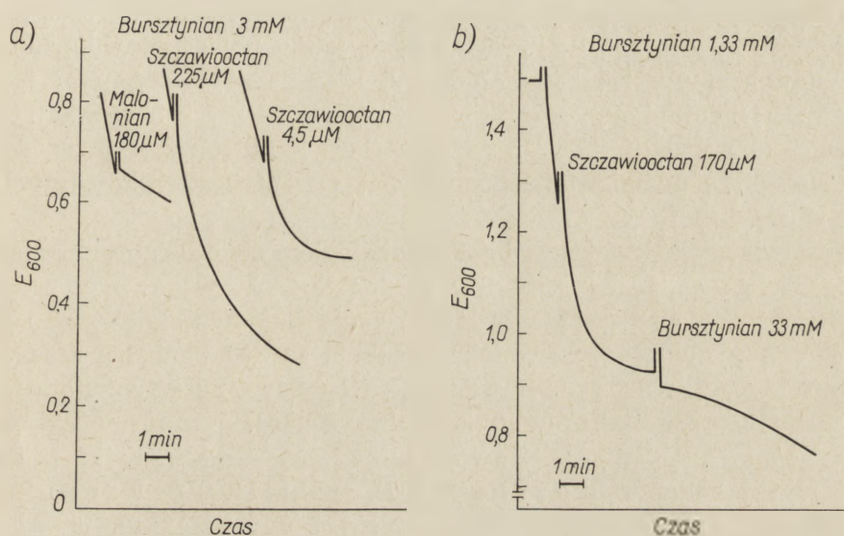 a)
Bursztynian 3 mM
Szczawiooctan
2,25 μM
Malo-
nian
180 μM
Szczawiooctan
4,5 μM
0,8
0,6
0,4
0,2
0
E600
1 min
Czas
b)
Bursztynian 1,33 mM
Szczawiooctan 170 μM
Bursztynian 33 mM
1,4
1,2
1,0
0,8
E600
1 min
Czas